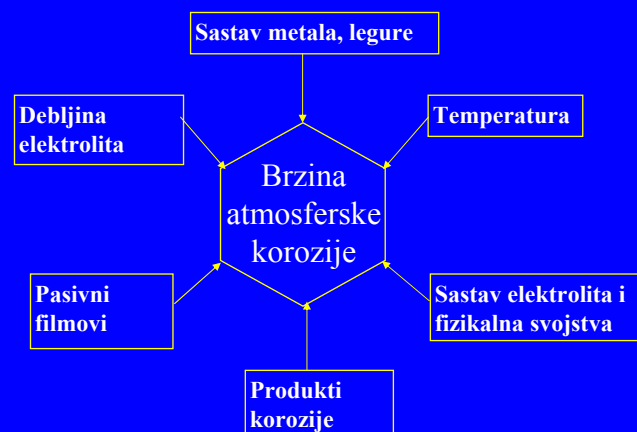 Sastav metala, legure
Debljina
elektrolita
Temperatura
Brzina
atmosferske
korozije
Pasivni
filmovi
Sastav elektrolita i
fizikalna svojstva
Produkti
korozije